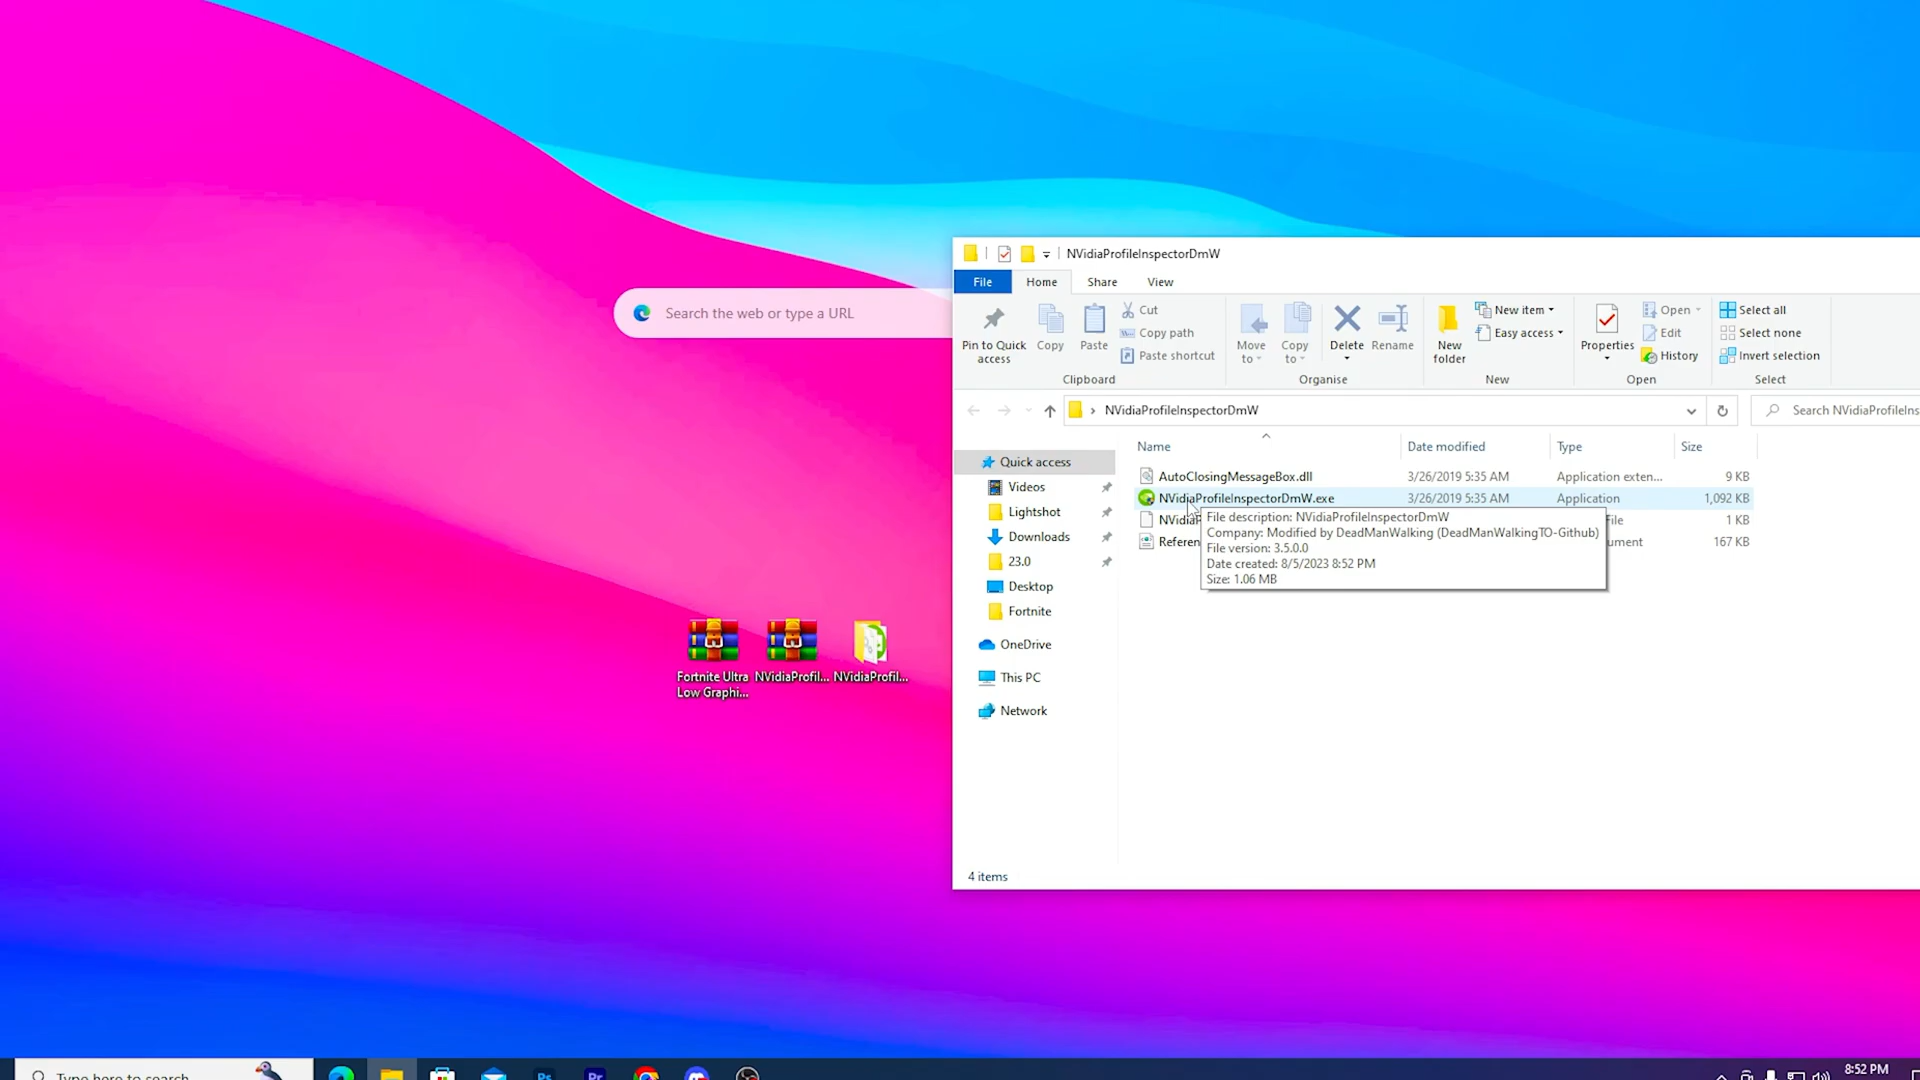 NVidiaProfileInspectorDmW
File
Home
Share
View
Search the web or type a URL
Pin to Quick access
Copy
Paste
Cut
Copy path
Paste shortcut
Clipboard
Move to
Copy to
Delete
Rename
Organise
New folder
New item
Easy access
New
Properties
Open
Edit
History
Open
Select all
Select none
Invert selection
Select
NVidiaProfileInspectorDmW
Search NVidiaProfileIns
Name
Date modified
Type
Size
Quick access
Videos
Lightshot
Downloads
23.0
Desktop
Fortnite
OneDrive
This PC
Network
AutoClosingMessageBox.dll 3/26/2019 5:35 AM Application exten... 9 KB
NVidiaProfileInspectorDmW.exe 3/26/2019 5:35 AM Application 1,092 KB
NVidiaP File 1 KB
Referen ument 167 KB
File description: NVidiaProfileInspectorDmW
Company: Modified by DeadManWalking (DeadManWalkingTO-Github)
File version: 3.5.0.0
Date created: 8/5/2023 8:52 PM
Size: 1.06 MB
Fortnite Ultra
Low Graphi...
NVidiaProfil...
NVidiaProfil...
4 items
Type here to search
Ps
Pr
8:52 PM